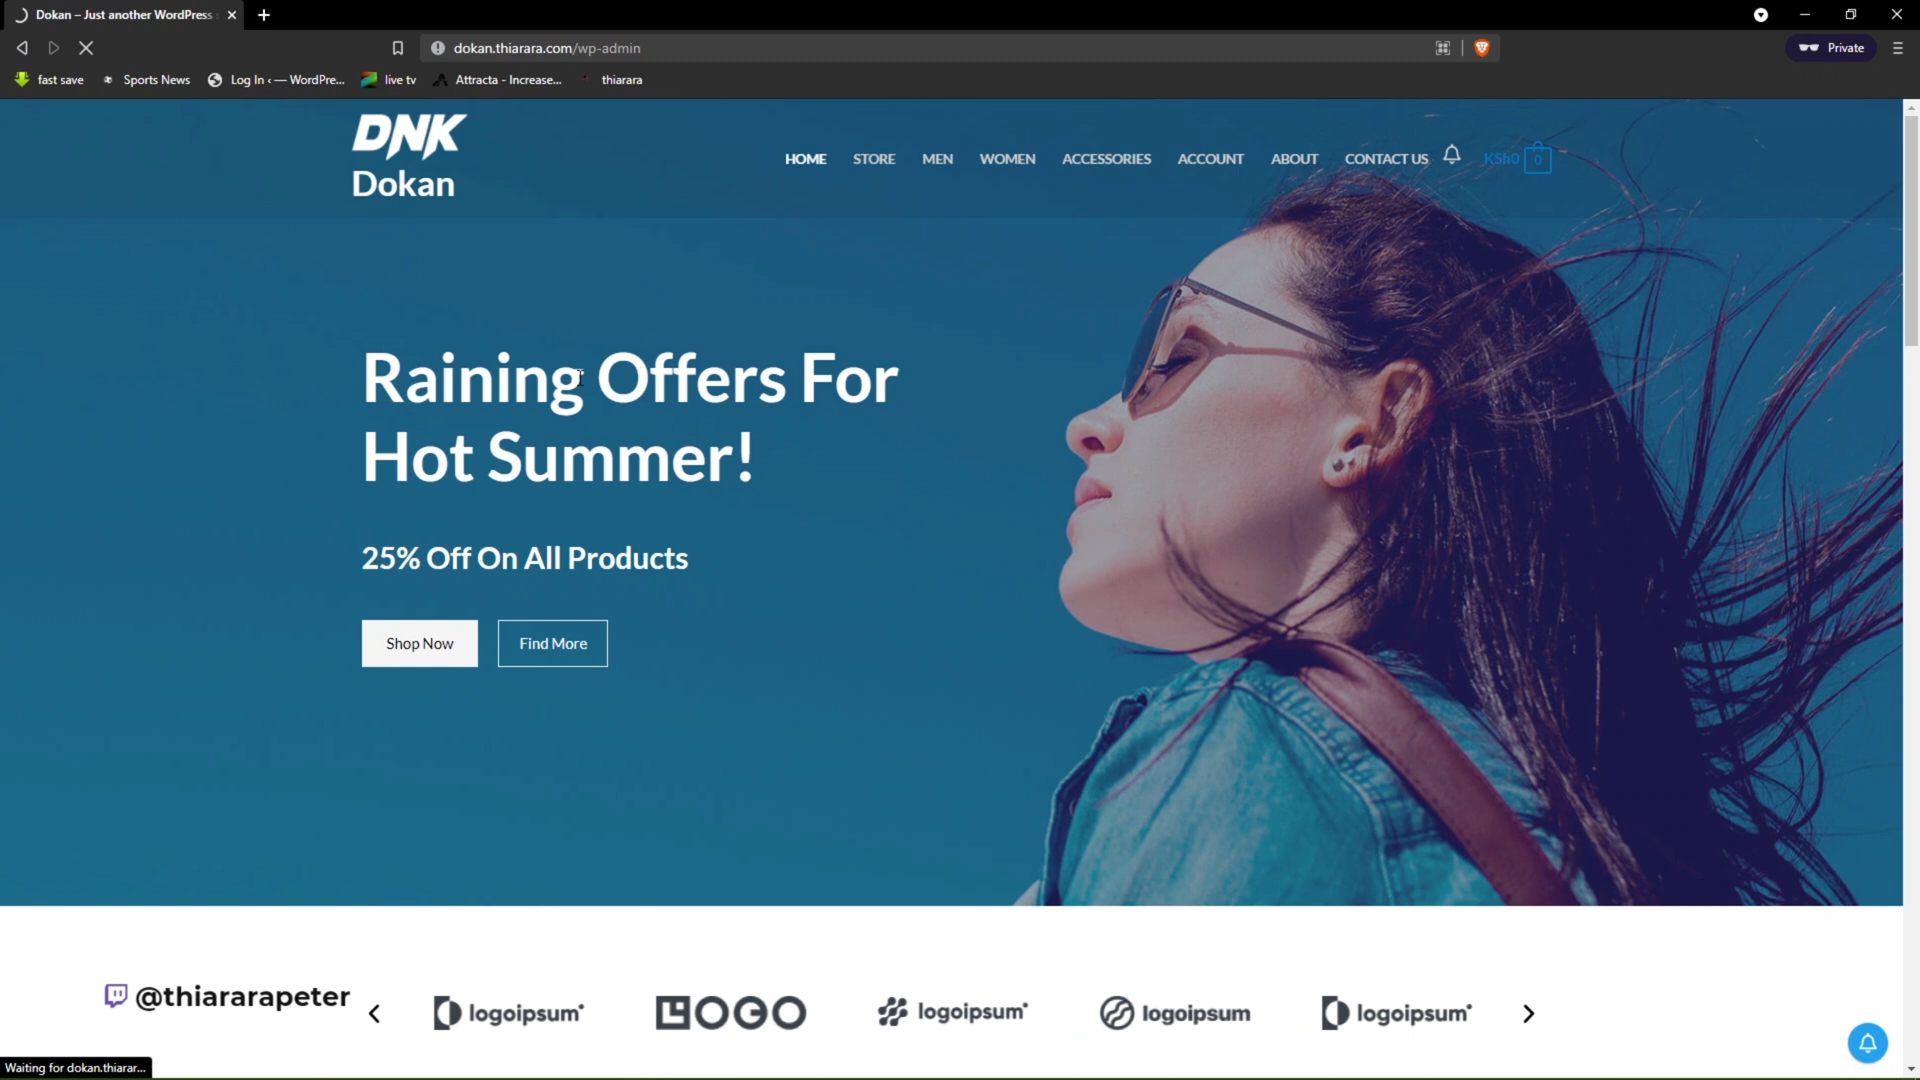 Dokan – Just another WordPress
dokan.thiarara.com/wp-admin
Private
fast save
Sports News
Log In ‹ — WordPre...
live tv
Attracta - Increase...
thiarara
DNK
Dokan
HOME
STORE
MEN
WOMEN
ACCESSORIES
ACCOUNT
ABOUT
CONTACT US
KSh0
0
Raining Offers For
Hot Summer!
25% Off On All Products
Shop Now
Find More
@thiararapeter
logoipsum
LOGO
logoipsum
logoipsum
logoipsum
Waiting for dokan.thiarar...